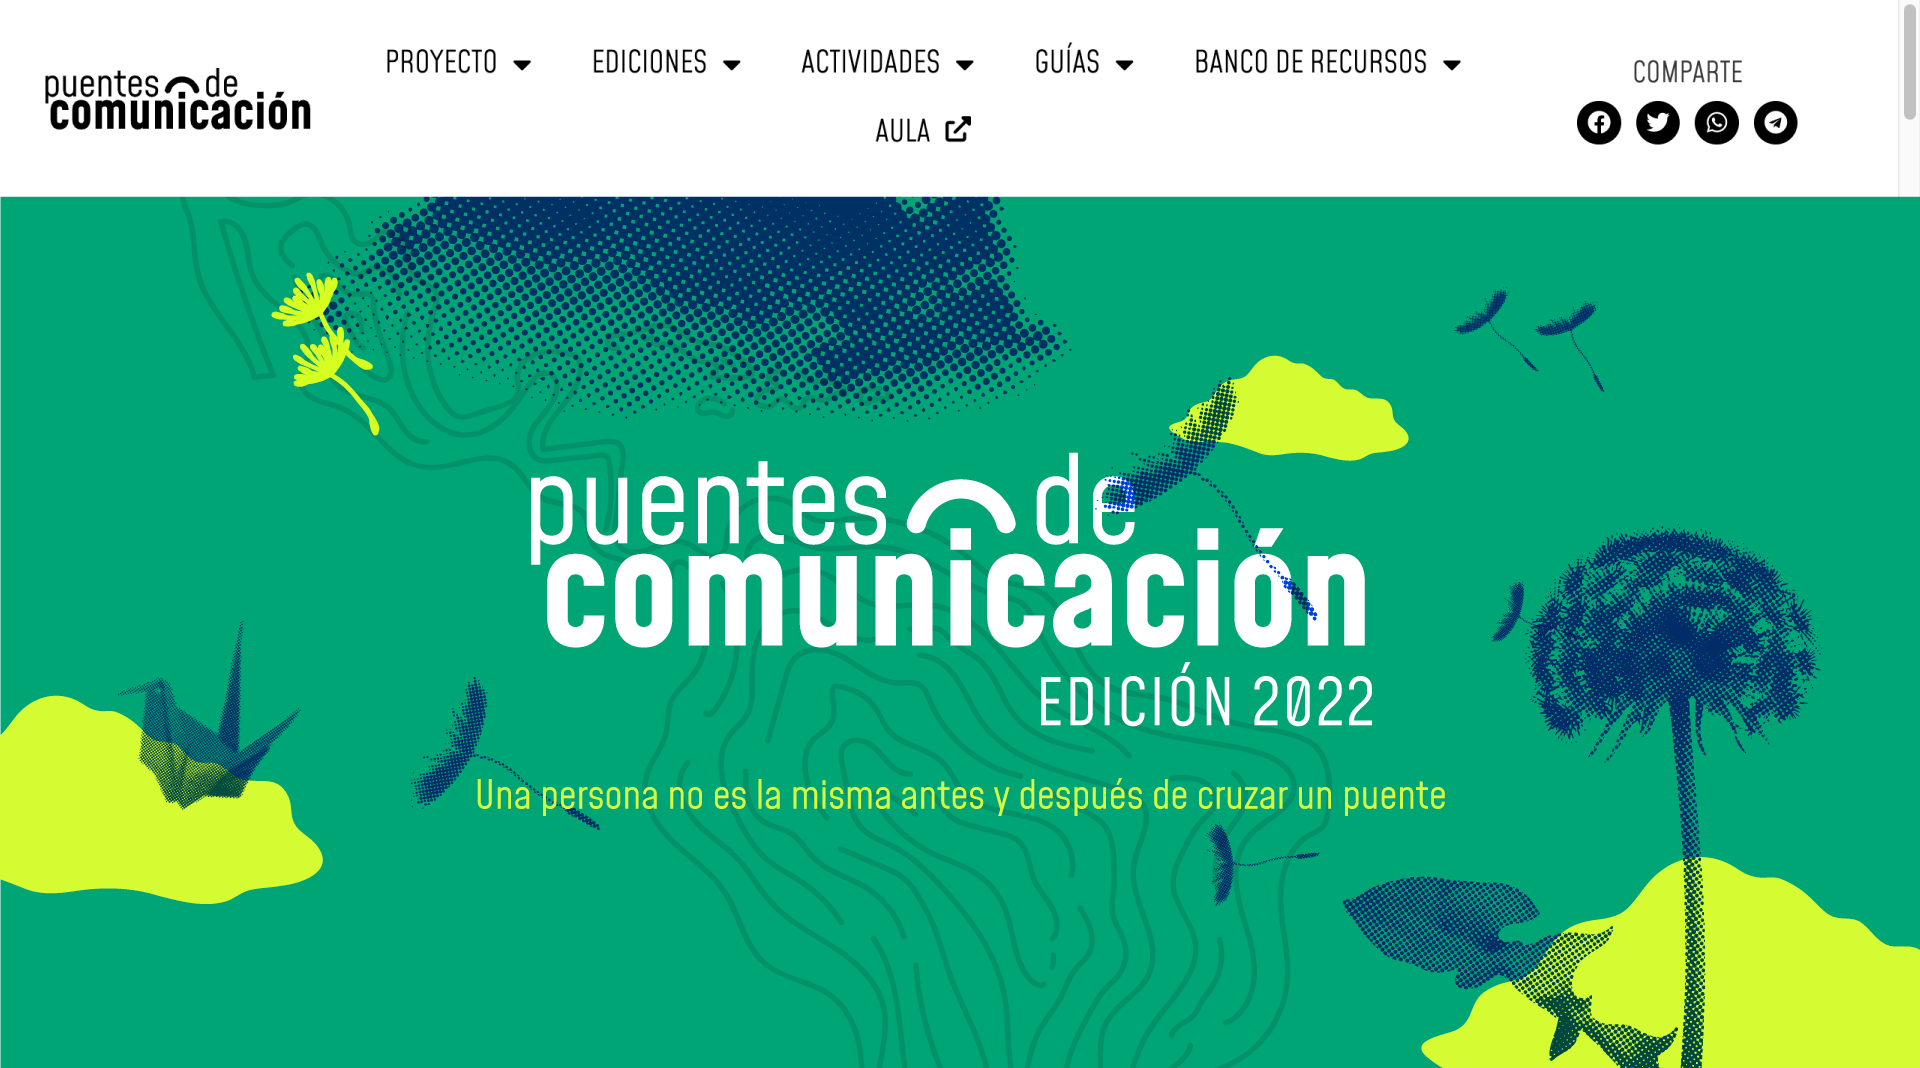 puentes de
comunicación
PROYECTO
EDICIONES
ACTIVIDADES
GUÍAS
BANCO DE RECURSOS
AULA
COMPARTE
puentes de
comunicación
EDICIÓN 2022
Una persona no es la misma antes y después de cruzar un puente